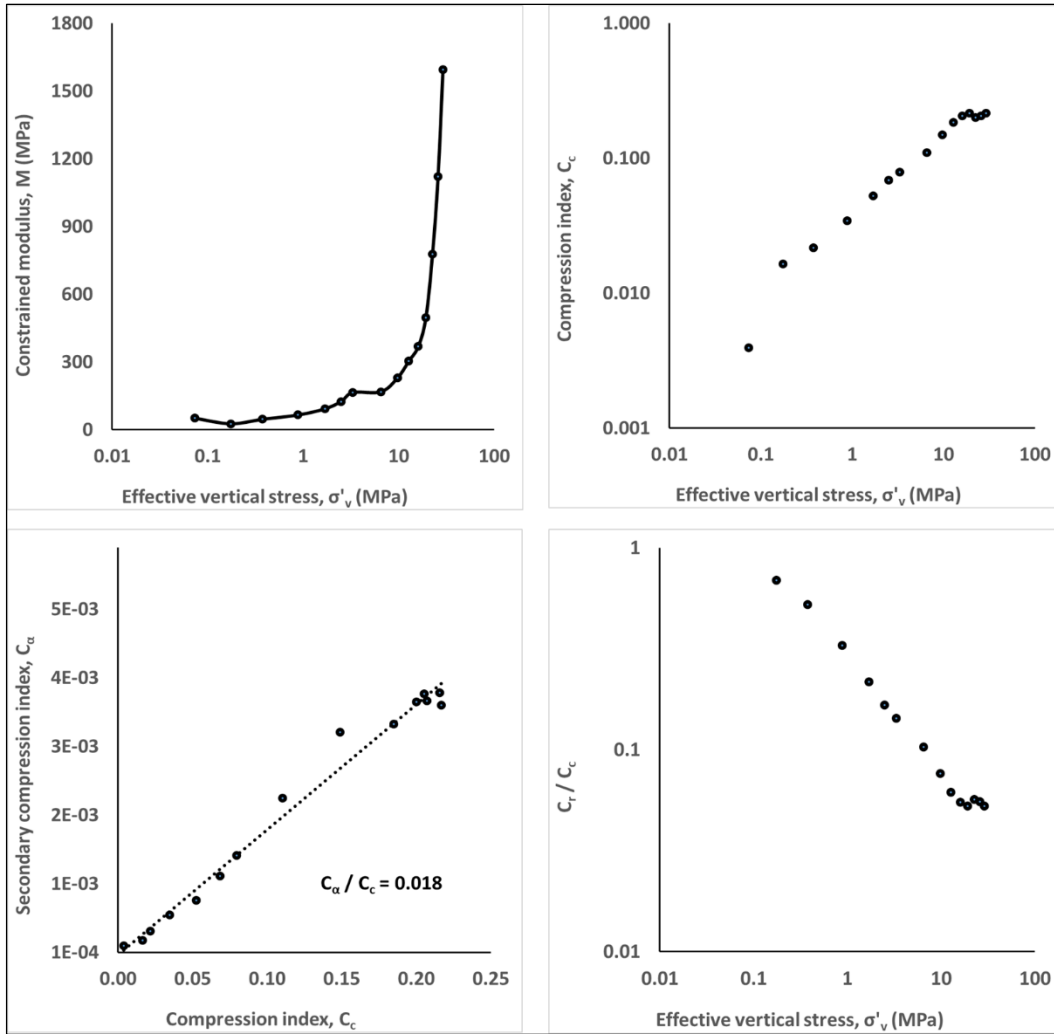 1800
1500
1200
900
600
300
0
0.01 0.1 1 10 100
Constrained modulus, M (MPa)
Effective vertical stress, σ'v (MPa)
1.000
0.100
0.010
0.001
0.01 0.1 1 10 100
Compression index, Cc
Effective vertical stress, σ'v (MPa)
5E-03
4E-03
3E-03
2E-03
1E-03
1E-04
0.00 0.05 0.10 0.15 0.20 0.25
Secondary compression index, Cα
Cα / Cc = 0.018
Compression index, Cc
1
0.1
0.01
0.01 0.1 1 10 100
Cr / Cc
Effective vertical stress, σ'v (MPa)